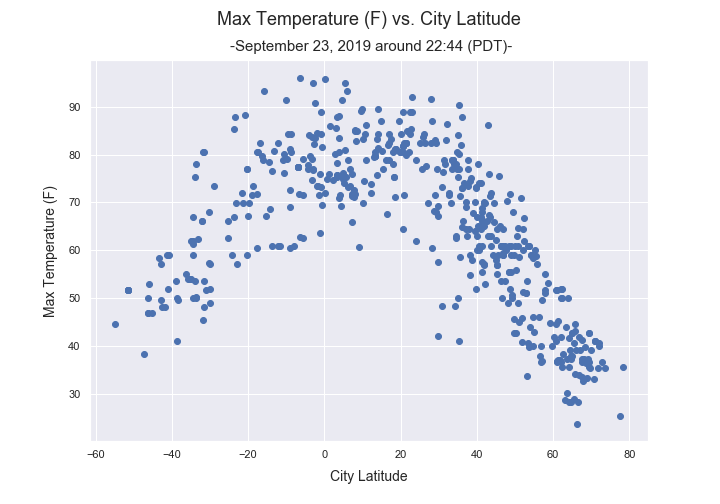 Max Temperature (F) vs. City Latitude
-September 23, 2019 around 22:44 (PDT)-
Max Temperature (F)
90
80
70
60
50
40
30
−60 −40 −20 0 20 40 60 80
City Latitude